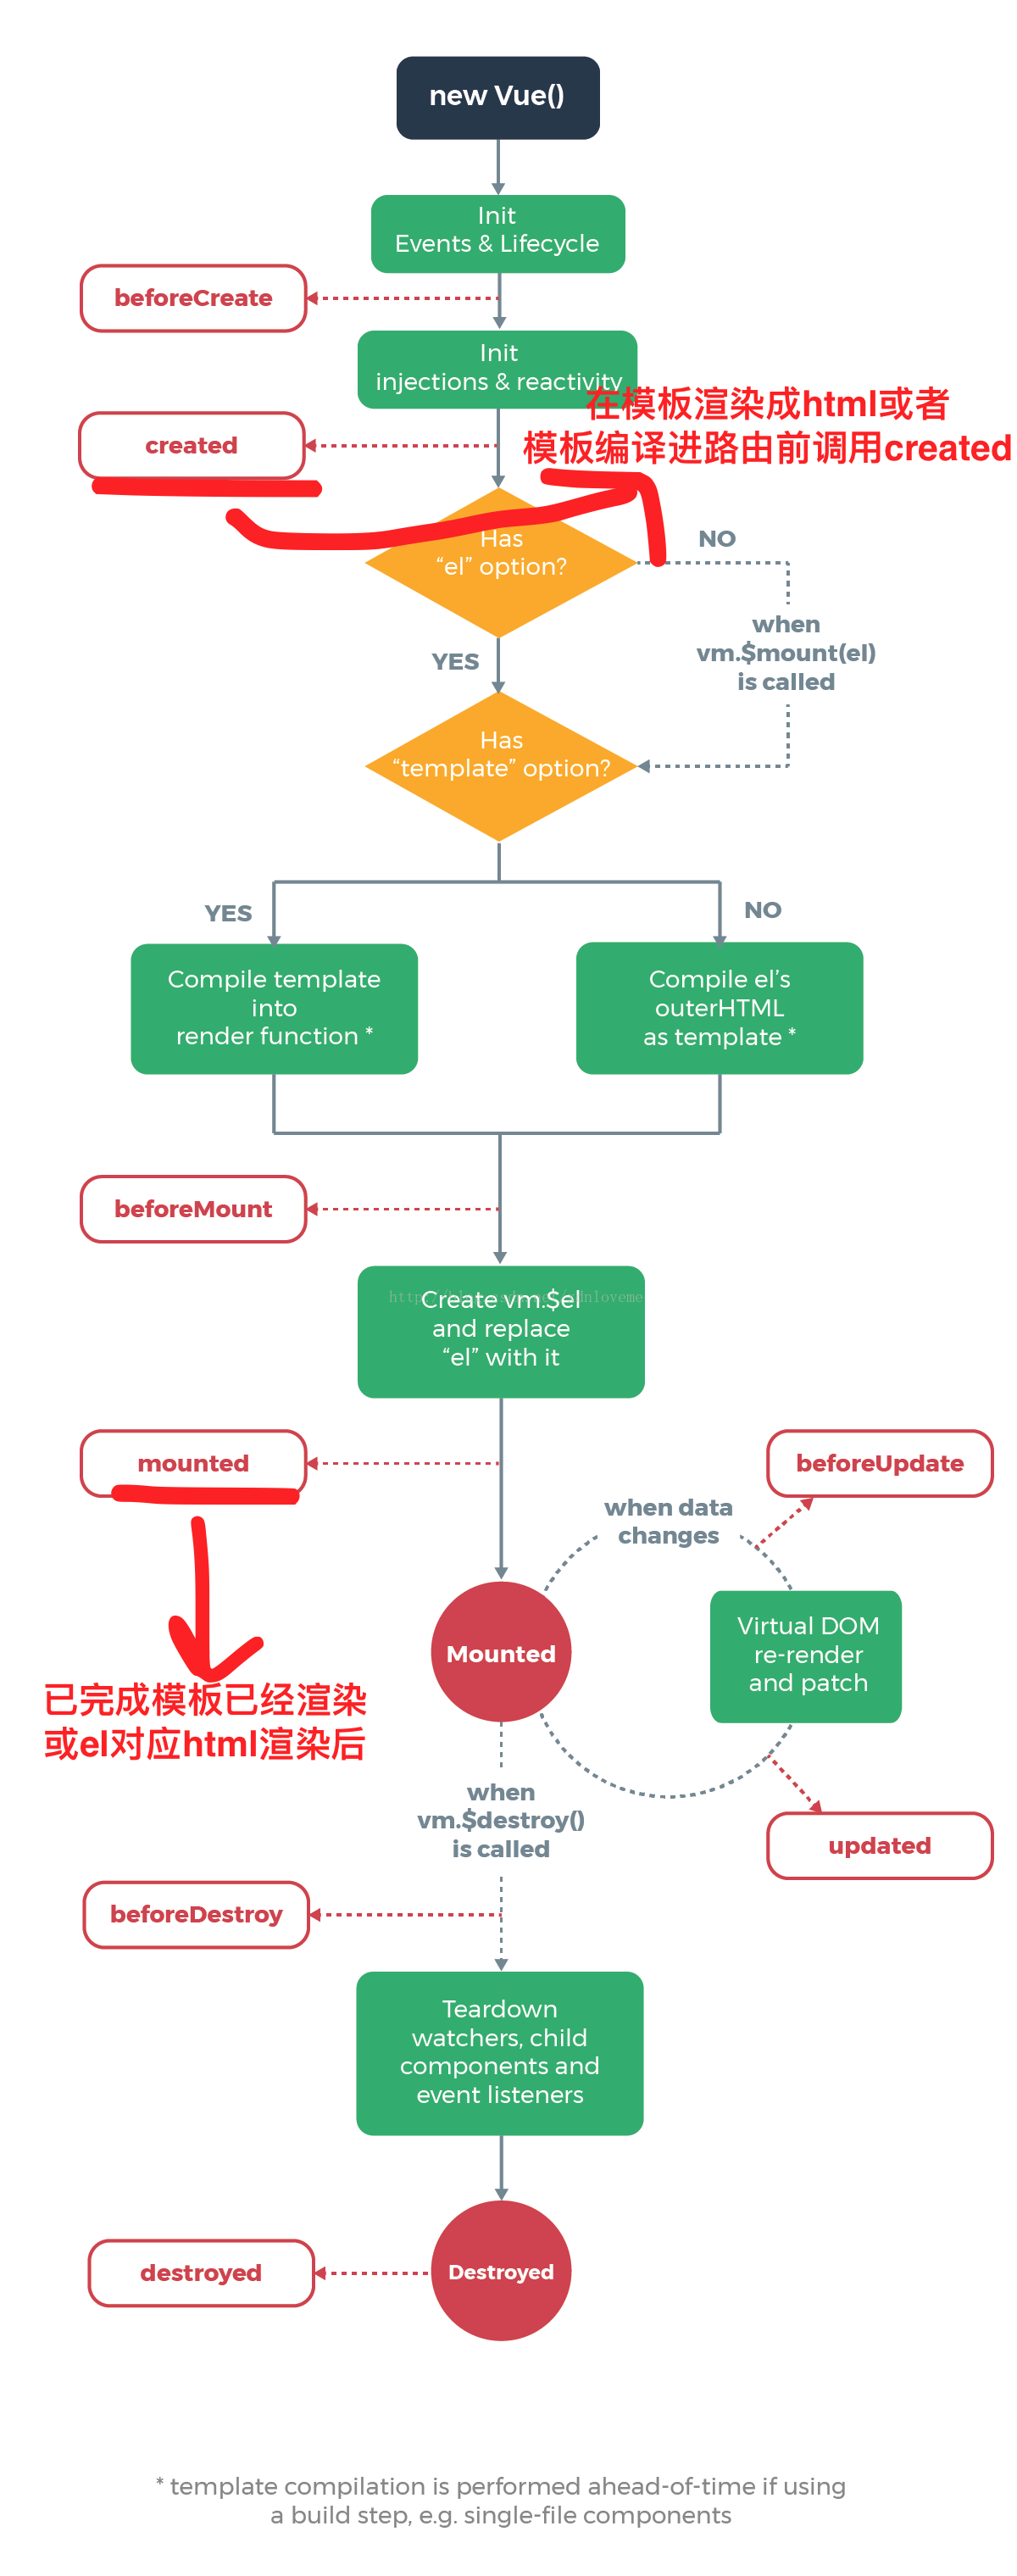 new Vue()
Init
Events & Lifecycle
beforeCreate
Init
injections & reactivity
在模板渲染成html或者
模板编译进路由前调用created
created
Has
“el” option?
NO
when
vm.$mount(el)
is called
YES
Has
“template” option?
YES
NO
Compile template
into
render function *
Compile el’s
outerHTML
as template *
beforeMount
Create vm.$el
and replace
“el” with it
mounted
beforeUpdate
when data
changes
Virtual DOM
re-render
and patch
Mounted
已完成模板已经渲染
或el对应html渲染后
when
vm.$destroy()
is called
updated
beforeDestroy
Teardown
watchers, child
components and
event listeners
destroyed
Destroyed
* template compilation is performed ahead-of-time if using
a build step, e.g. single-file components